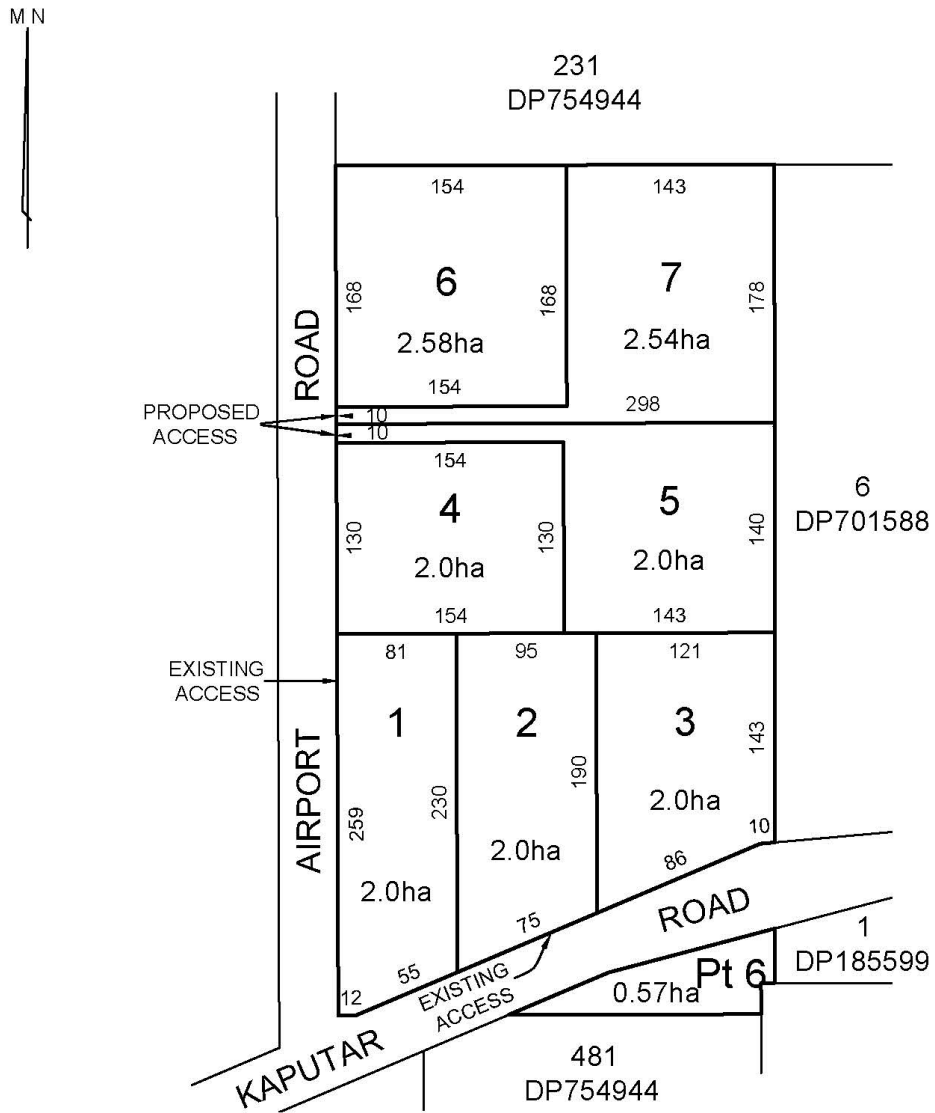 M N
231
DP754944
154
143
6
7
168
168
178
2.58ha
2.54ha
154
298
ROAD
PROPOSED
ACCESS
10
10
154
4
5
6
DP701588
130
130
140
2.0ha
2.0ha
154
143
EXISTING
ACCESS
81
95
121
1
2
3
AIRPORT
259
230
190
143
2.0ha
2.0ha
2.0ha
10
12
55
75
86
EXISTING
ACCESS
KAPUTAR
ROAD
1
DP185599
Pt 6
0.57ha
481
DP754944